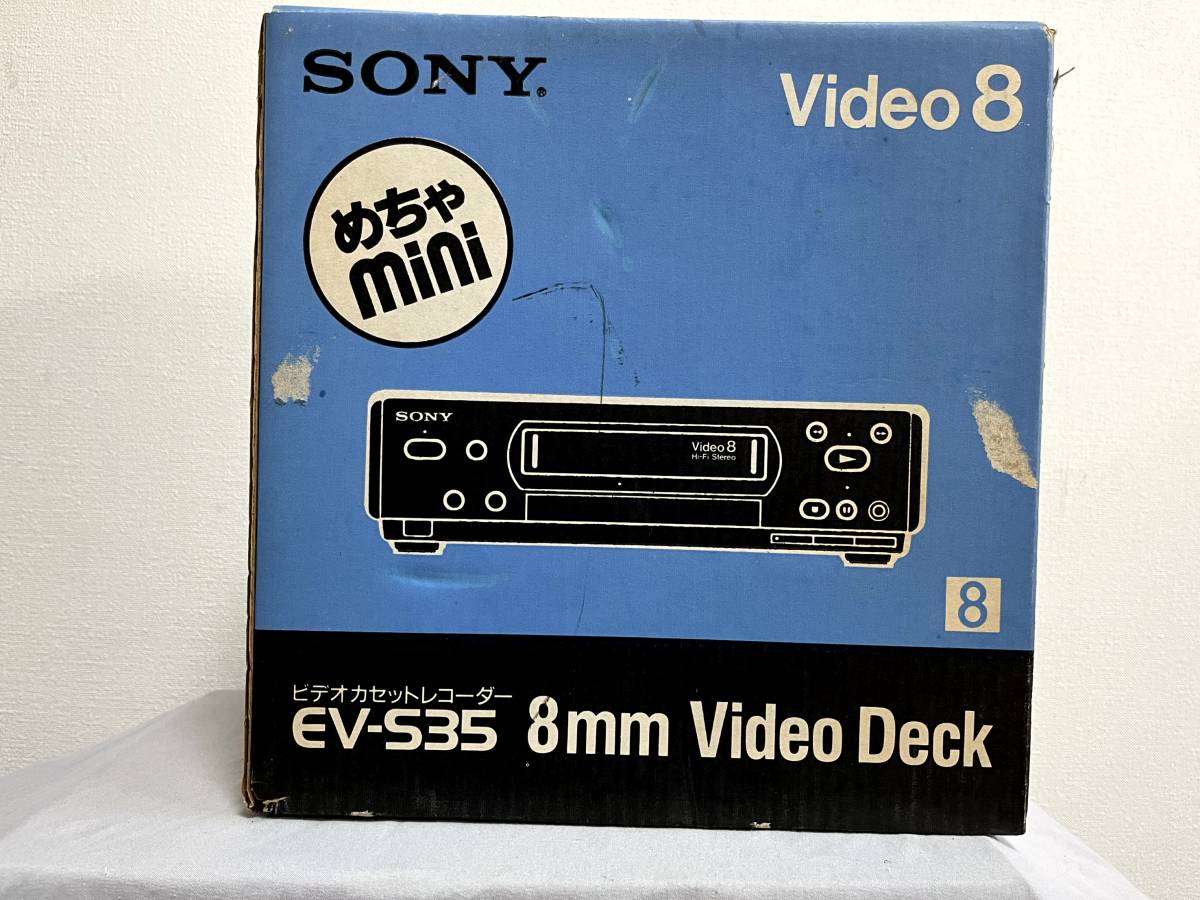 SONY®
Video 8
めちゃ
mini
SONY
Video 8
Hi-Fi Stereo
8
ビデオカセットレコーダー
EV-S35 8mm Video Deck